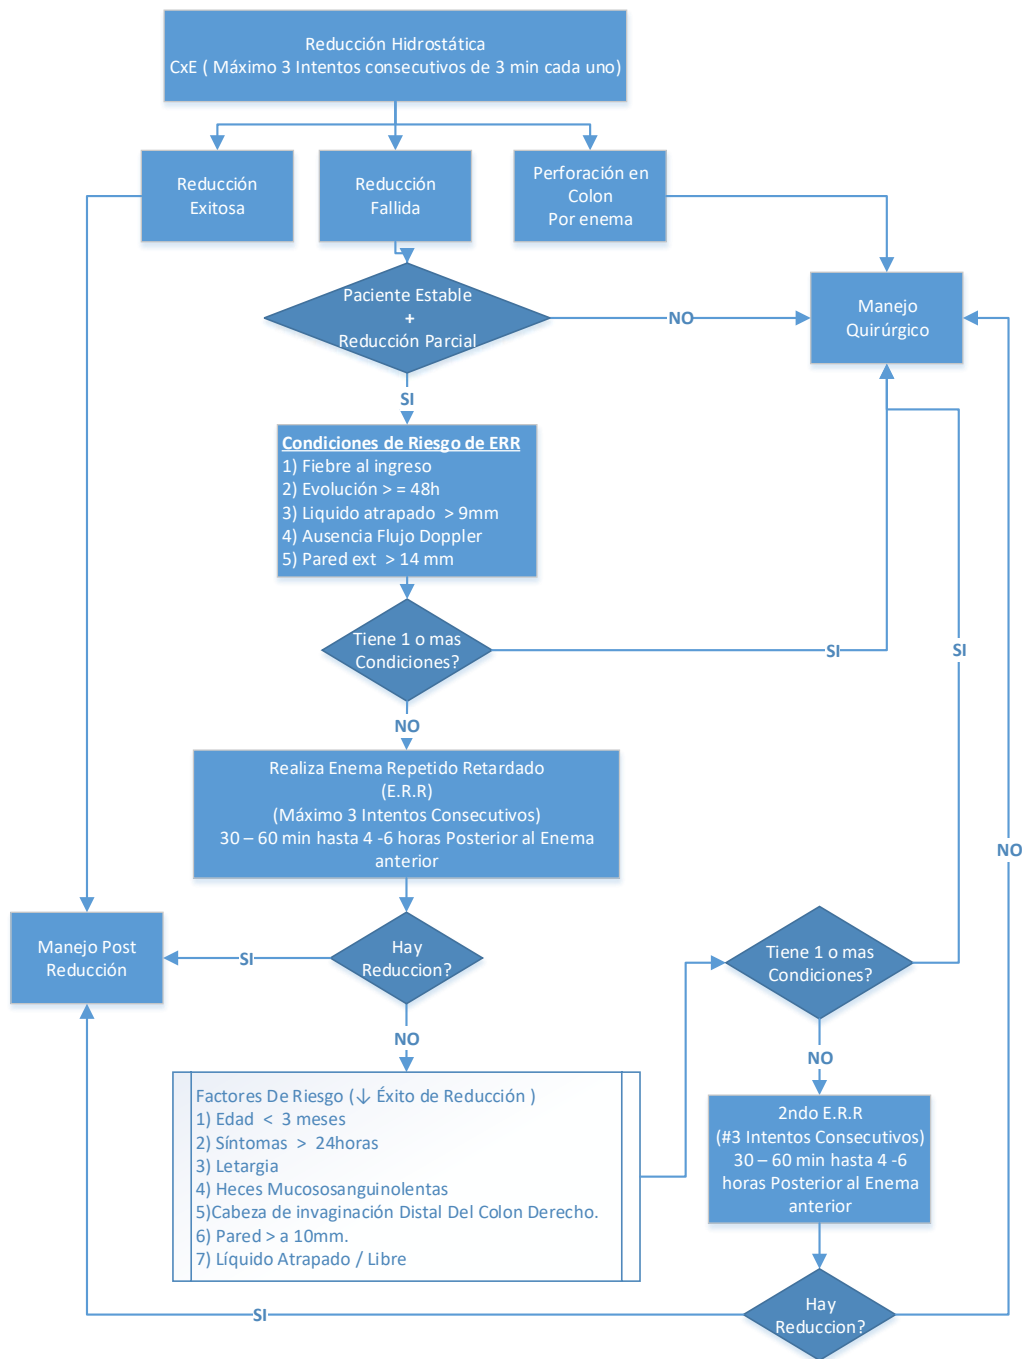 Reducción Hidrostática
CxE ( Máximo 3 Intentos consecutivos de 3 min cada uno)
Reducción
Exitosa
Reducción
Fallida
Perforación en
Colon
Por enema
Paciente Estable
+
Reducción Parcial
NO
Manejo
Quirúrgico
SI
Condiciones de Riesgo de ERR
1) Fiebre al ingreso
2) Evolución > = 48h
3) Liquido atrapado > 9mm
4) Ausencia Flujo Doppler
5) Pared ext > 14 mm
Tiene 1 o mas
Condiciones?
SI
SI
NO
Realiza Enema Repetido Retardado
(E.R.R)
(Máximo 3 Intentos Consecutivos)
30 – 60 min hasta 4 -6 horas Posterior al Enema
anterior
NO
Manejo Post
Reducción
SI
Hay
Reduccion?
Tiene 1 o mas
Condiciones?
NO
NO
Factores De Riesgo (↓ Éxito de Reducción )
1) Edad < 3 meses
2) Síntomas > 24horas
3) Letargia
4) Heces Mucososanguinolentas
5)Cabeza de invaginación Distal Del Colon Derecho.
6) Pared > a 10mm.
7) Líquido Atrapado / Libre
2ndo E.R.R
(#3 Intentos Consecutivos)
30 – 60 min hasta 4 -6
horas Posterior al Enema
anterior
SI
Hay
Reduccion?